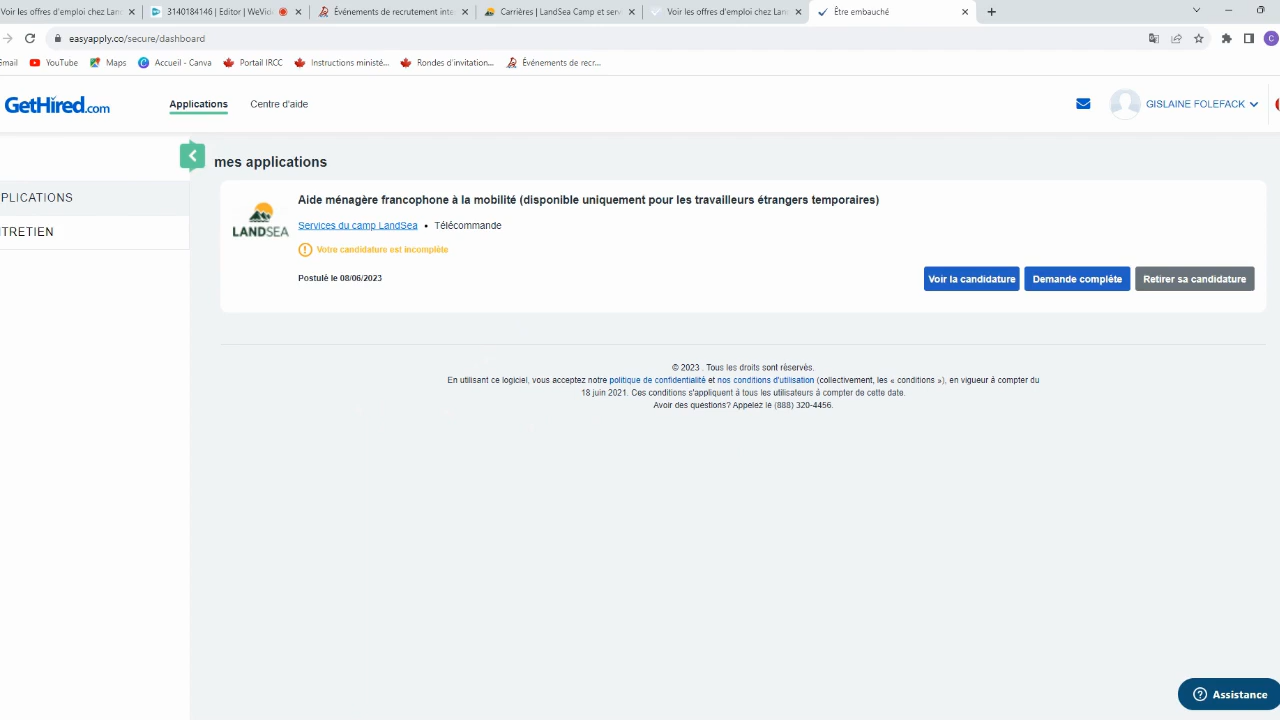 Voir les offres d'emploi chez Lanc
3140184146 | Editor | WeVide
Événements de recrutement inte
Carrières | LandSea Camp et serv
Voir les offres d'emploi chez Land
Être embauché
easyapply.co/secure/dashboard
C
Gmail
YouTube
Maps
Accueil - Canva
Portail IRCC
Instructions ministé...
Rondes d'invitation...
Événements de recr...
GetHired.com
Applications
Centre d'aide
GISLAINE FOLEFACK
mes applications
PLICATIONS
TRETIEN
LANDSEA
Aide ménagère francophone à la mobilité (disponible uniquement pour les travailleurs étrangers temporaires)
Services du camp LandSea • Télécommande
Votre candidature est incomplète
Postulé le 08/06/2023
Voir la candidature
Demande complète
Retirer sa candidature
© 2023 . Tous les droits sont réservés.
En utilisant ce logiciel, vous acceptez notre politique de confidentialité et nos conditions d'utilisation (collectivement, les « conditions »), en vigueur à compter du
18 juin 2021. Ces conditions s'appliquent à tous les utilisateurs à compter de cette date.
Avoir des questions? Appelez le (888) 320-4456.
Assistance